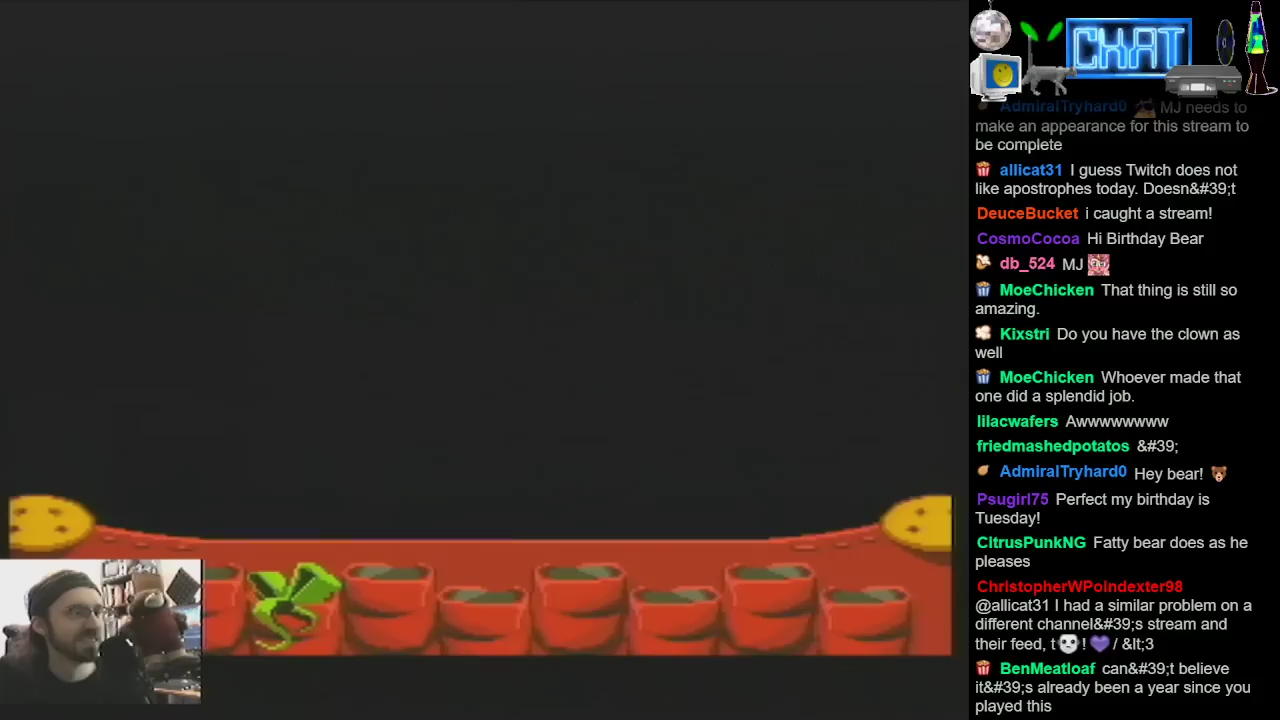 CHAT
AdmiralTryhard0 MJ needs to
make an appearance for this stream to
be complete
allicat31 I guess Twitch does not
like apostrophes today. Doesn&#39;t
DeuceBucket i caught a stream!
CosmoCocoa Hi Birthday Bear
db_524 MJ
MoeChicken That thing is still so
amazing.
Kixstri Do you have the clown as
well
MoeChicken Whoever made that
one did a splendid job.
lilacwafers Awwwwwwww
friedmashedpotatos &#39;
AdmiralTryhard0 Hey bear!
Psugirl75 Perfect my birthday is
Tuesday!
CItrusPunkNG Fatty bear does as he
pleases
ChristopherWPoIndexter98
@allicat31 I had a similar problem on a
different channel&#39;s stream and
their feed, t ! / &lt;3
BenMeatloaf can&#39;t believe
it&#39;s already been a year since you
played this